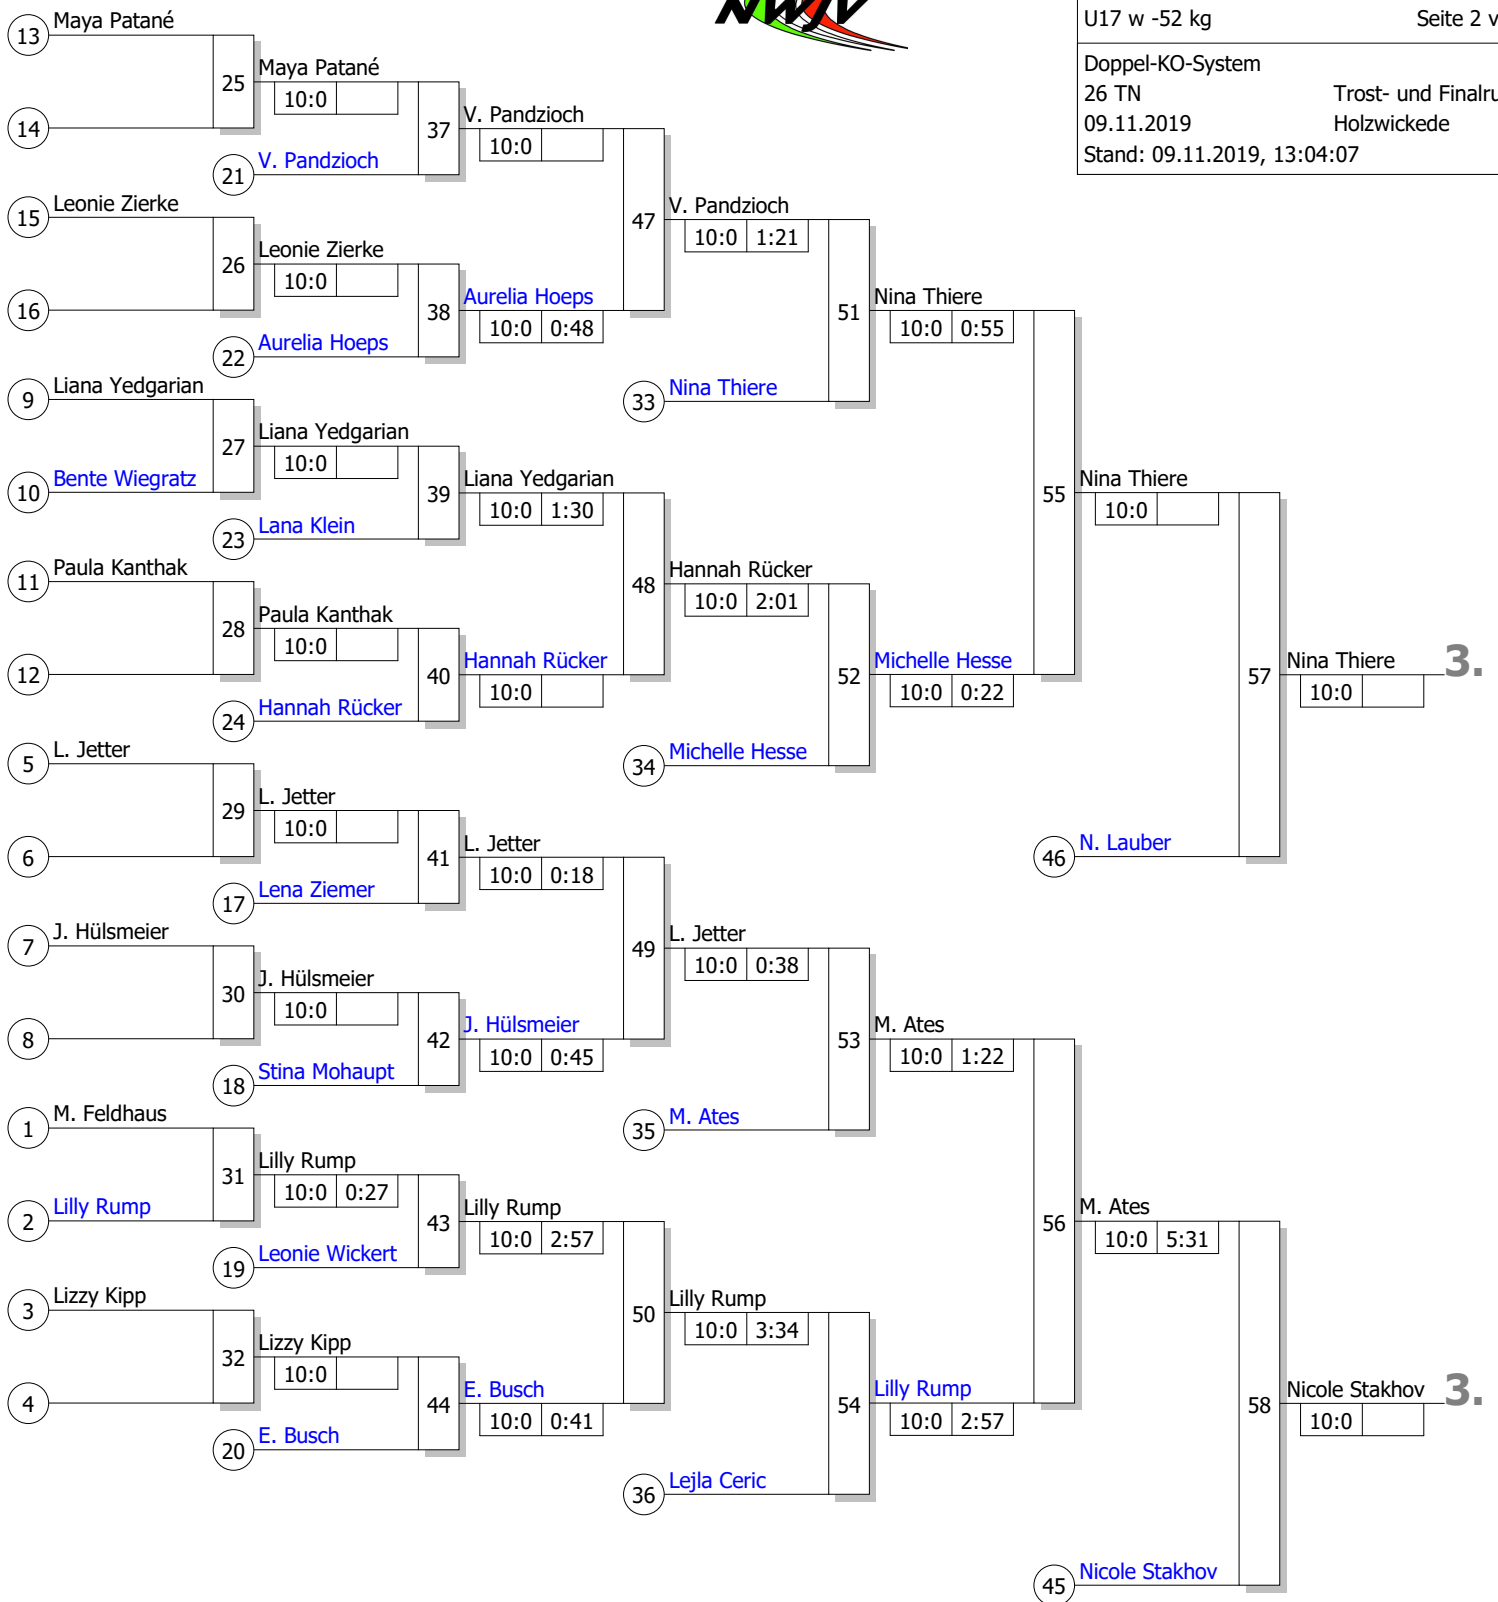 NWJV
U17 w -52 kg Seite 2 v
Doppel-KO-System
26 TN Trost- und Finalru
09.11.2019 Holzwickede
Stand: 09.11.2019, 13:04:07
13 Maya Patané
14
25 Maya Patané
10:0
21 V. Pandzioch
37 V. Pandzioch
10:0
15 Leonie Zierke
16
26 Leonie Zierke
10:0
22 Aurelia Hoeps
38 Aurelia Hoeps
10:0 0:48
47 V. Pandzioch
10:0 1:21
33 Nina Thiere
51 Nina Thiere
10:0 0:55
9 Liana Yedgarian
10 Bente Wiegratz
27 Liana Yedgarian
10:0
23 Lana Klein
39 Liana Yedgarian
10:0 1:30
11 Paula Kanthak
12
28 Paula Kanthak
10:0
24 Hannah Rücker
40 Hannah Rücker
10:0
48 Hannah Rücker
10:0 2:01
34 Michelle Hesse
52 Michelle Hesse
10:0 0:22
55 Nina Thiere
10:0
46 N. Lauber
57 Nina Thiere 3.
10:0
5 L. Jetter
6
29 L. Jetter
10:0
17 Lena Ziemer
41 L. Jetter
10:0 0:18
7 J. Hülsmeier
8
30 J. Hülsmeier
10:0
18 Stina Mohaupt
42 J. Hülsmeier
10:0 0:45
49 L. Jetter
10:0 0:38
35 M. Ates
53 M. Ates
10:0 1:22
1 M. Feldhaus
2 Lilly Rump
31 Lilly Rump
10:0 0:27
19 Leonie Wickert
43 Lilly Rump
10:0 2:57
3 Lizzy Kipp
4
32 Lizzy Kipp
10:0
20 E. Busch
44 E. Busch
10:0 0:41
50 Lilly Rump
10:0 3:34
36 Lejla Ceric
54 Lilly Rump
10:0 2:57
56 M. Ates
10:0 5:31
45 Nicole Stakhov
58 Nicole Stakhov 3.
10:0